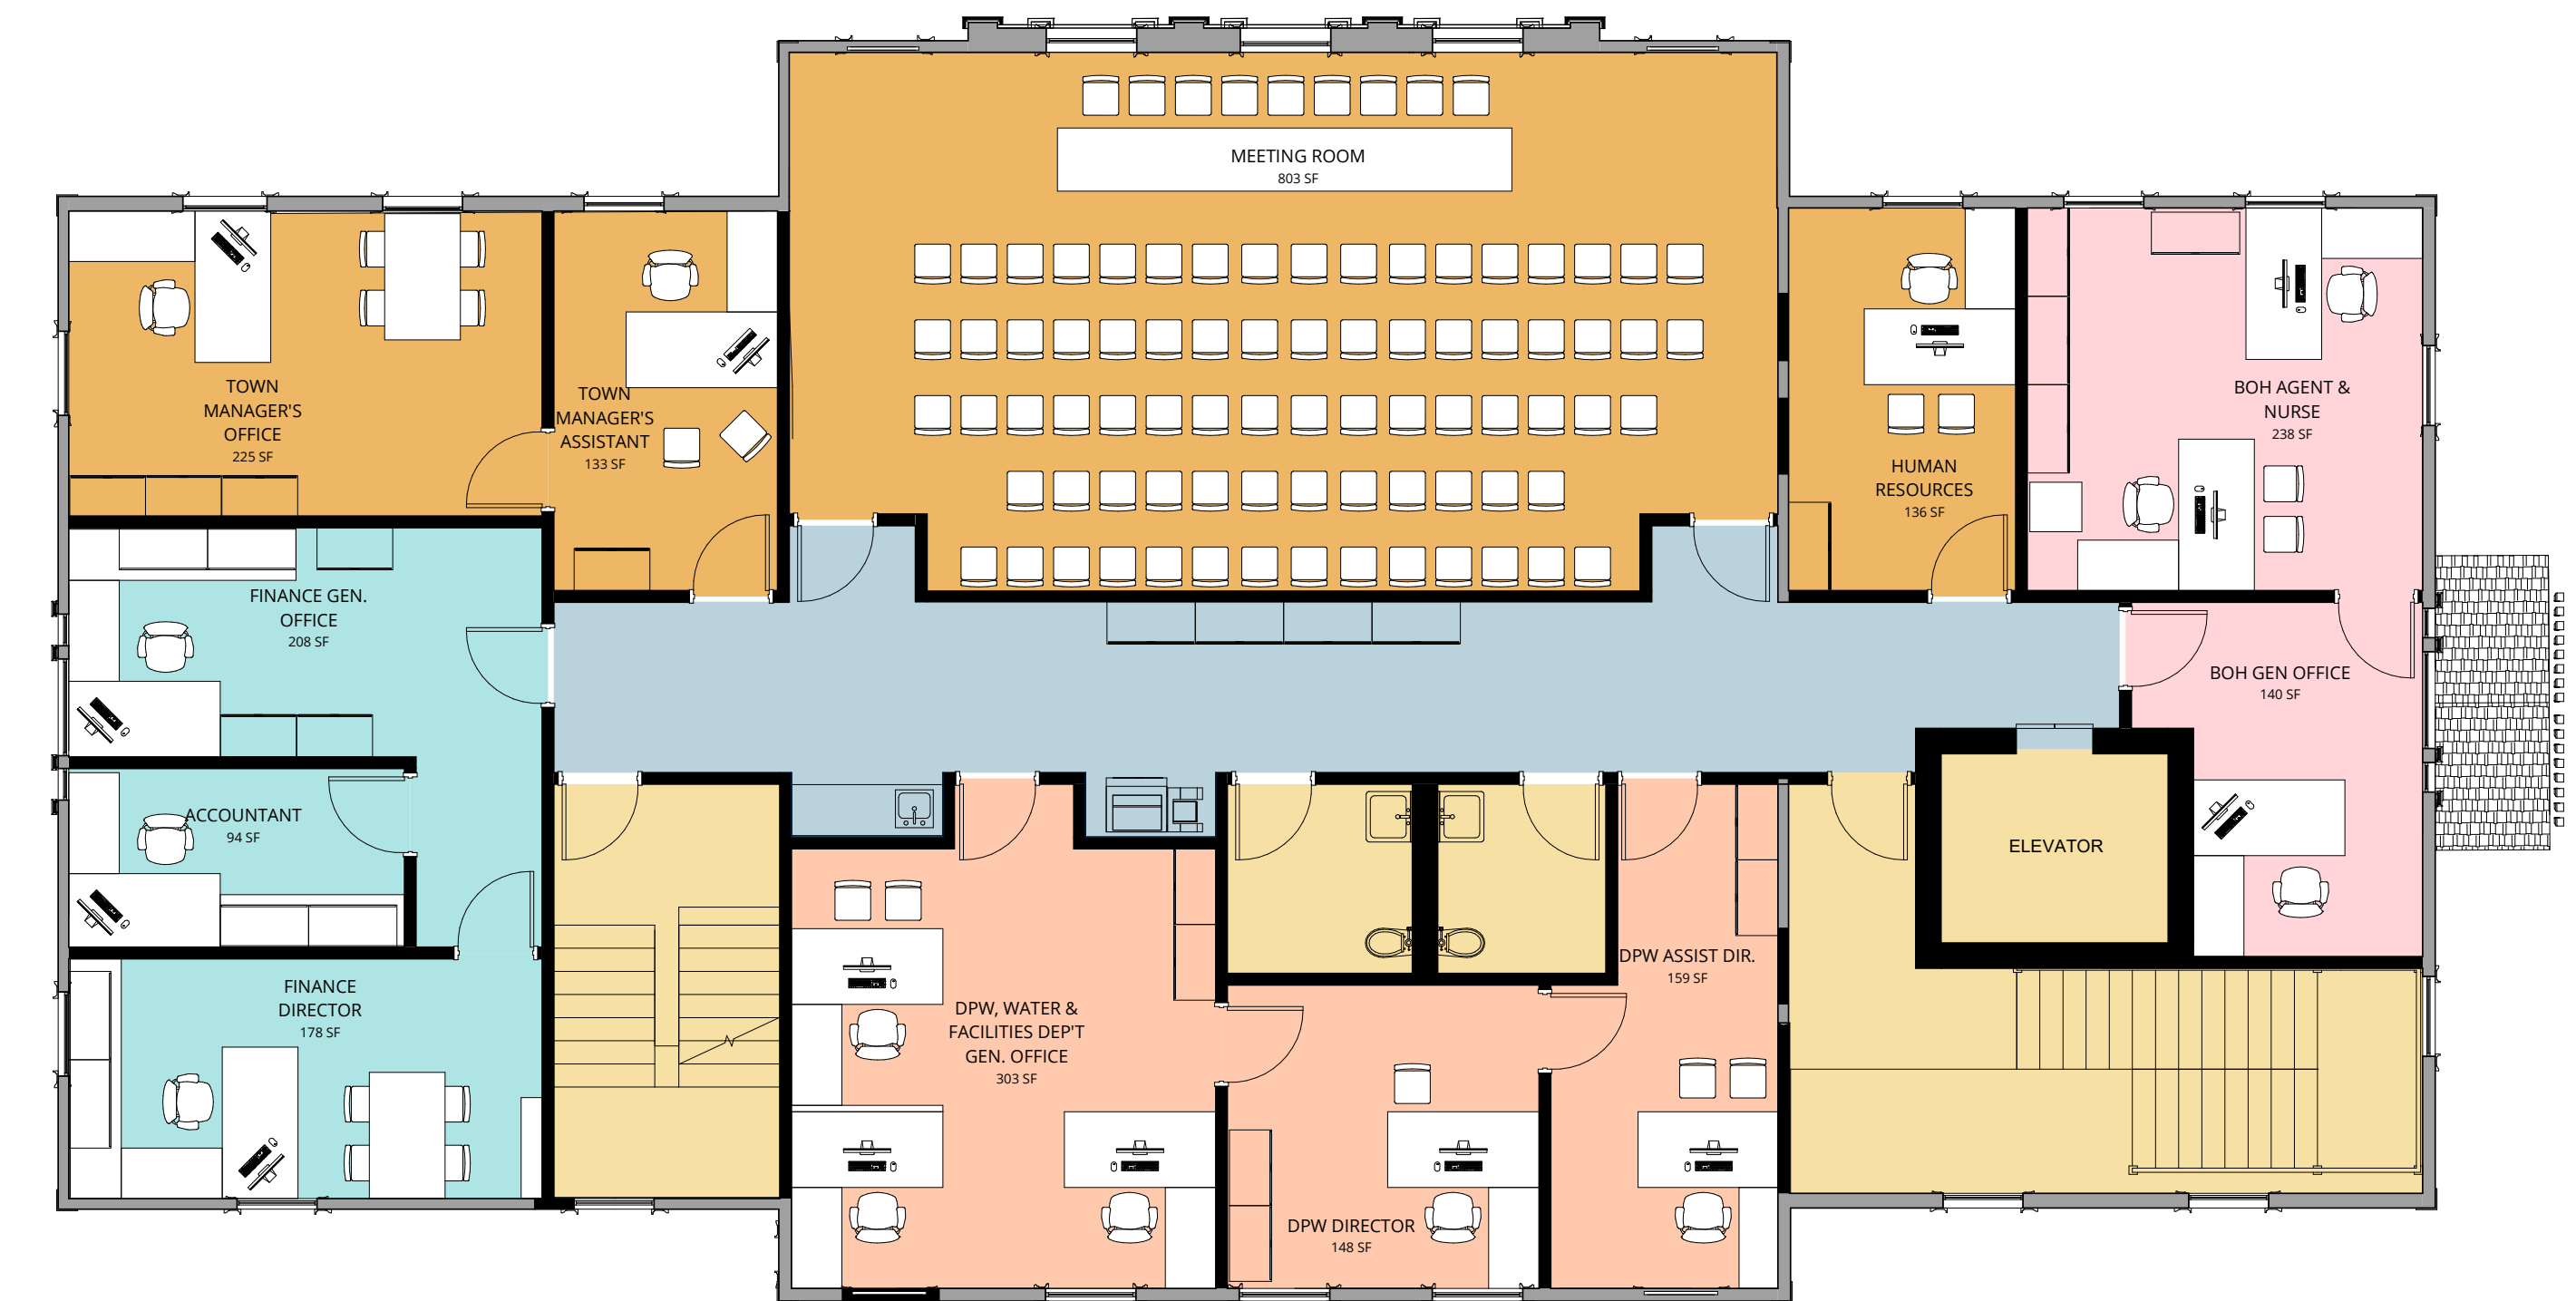 MEETING ROOM
803 SF
TOWN
MANAGER'S
OFFICE
225 SF
TOWN
MANAGER'S
ASSISTANT
133 SF
HUMAN
RESOURCES
136 SF
BOH AGENT &
NURSE
238 SF
FINANCE GEN.
OFFICE
208 SF
BOH GEN OFFICE
140 SF
ACCOUNTANT
94 SF
ELEVATOR
FINANCE
DIRECTOR
178 SF
DPW, WATER &
FACILITIES DEP'T
GEN. OFFICE
303 SF
DPW ASSIST DIR.
159 SF
DPW DIRECTOR
148 SF